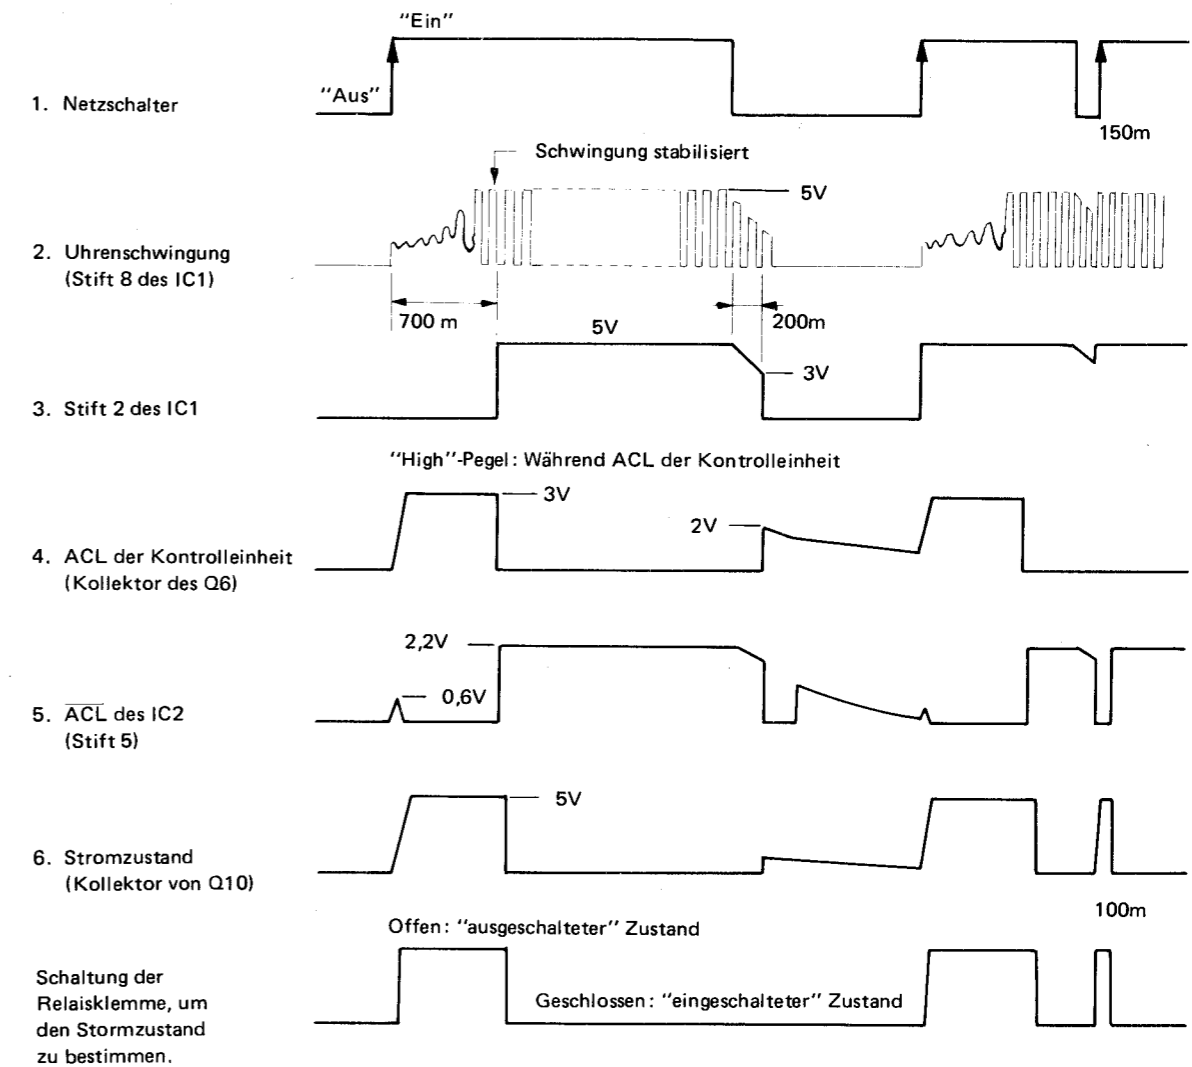 "Ein"
"Aus"
1. Netzschalter
150m
Schwingung stabilisiert
5V
2. Uhrenschwingung
(Stift 8 des IC1)
700 m
5V
200m
3V
3. Stift 2 des IC1
"High"-Pegel: Während ACL der Kontrolleinheit
3V
2V
4. ACL der Kontrolleinheit
(Kollektor des Q6)
2,2V
0,6V
5. A̅C̅L̅ des IC2
(Stift 5)
5V
6. Stromzustand
(Kollektor von Q10)
100m
Offen: "ausgeschalteter" Zustand
Schaltung der
Relaisklemme, um
den Stormzustand
zu bestimmen.
Geschlossen: "eingeschalteter" Zustand